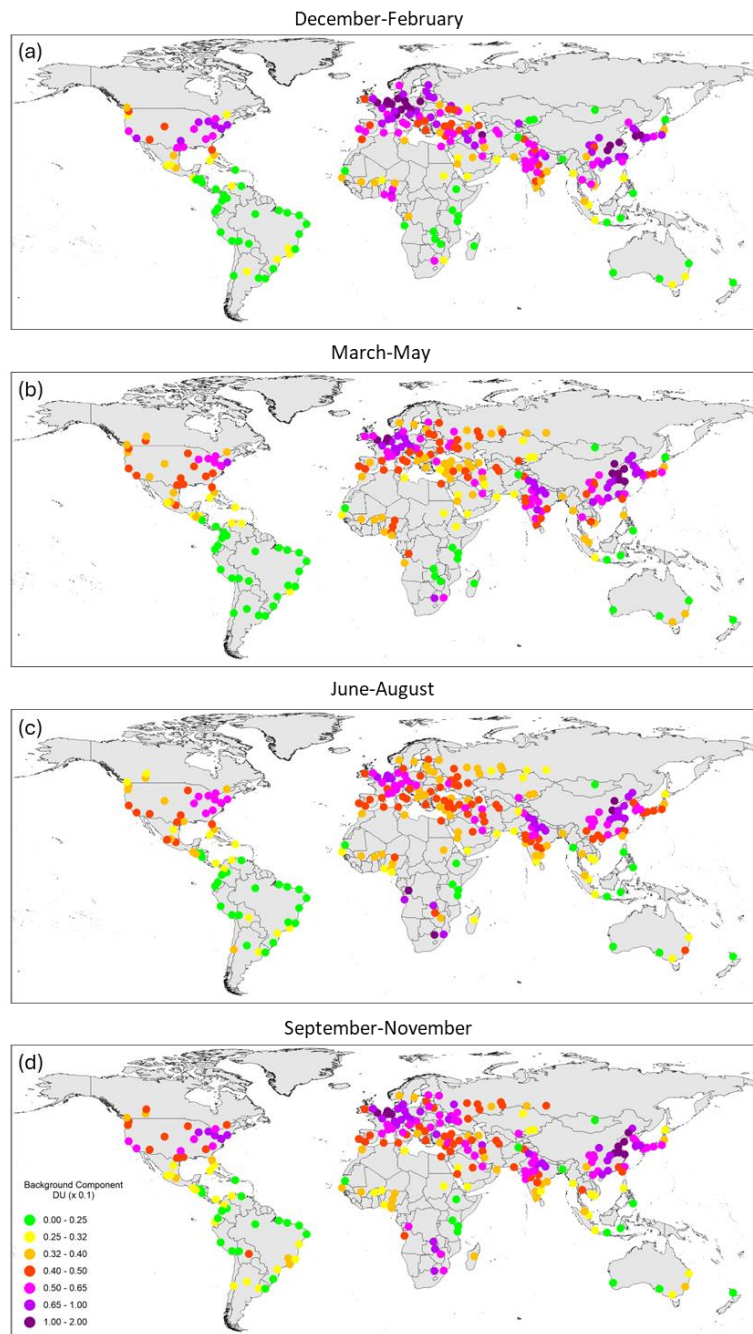 December-February
(a)
March-May
(b)
June-August
(c)
September-November
(d)
Background Component
DU (x 0.1)
0.00 - 0.25
0.25 - 0.32
0.32 - 0.40
0.40 - 0.50
0.50 - 0.65
0.65 - 1.00
1.00 - 2.00